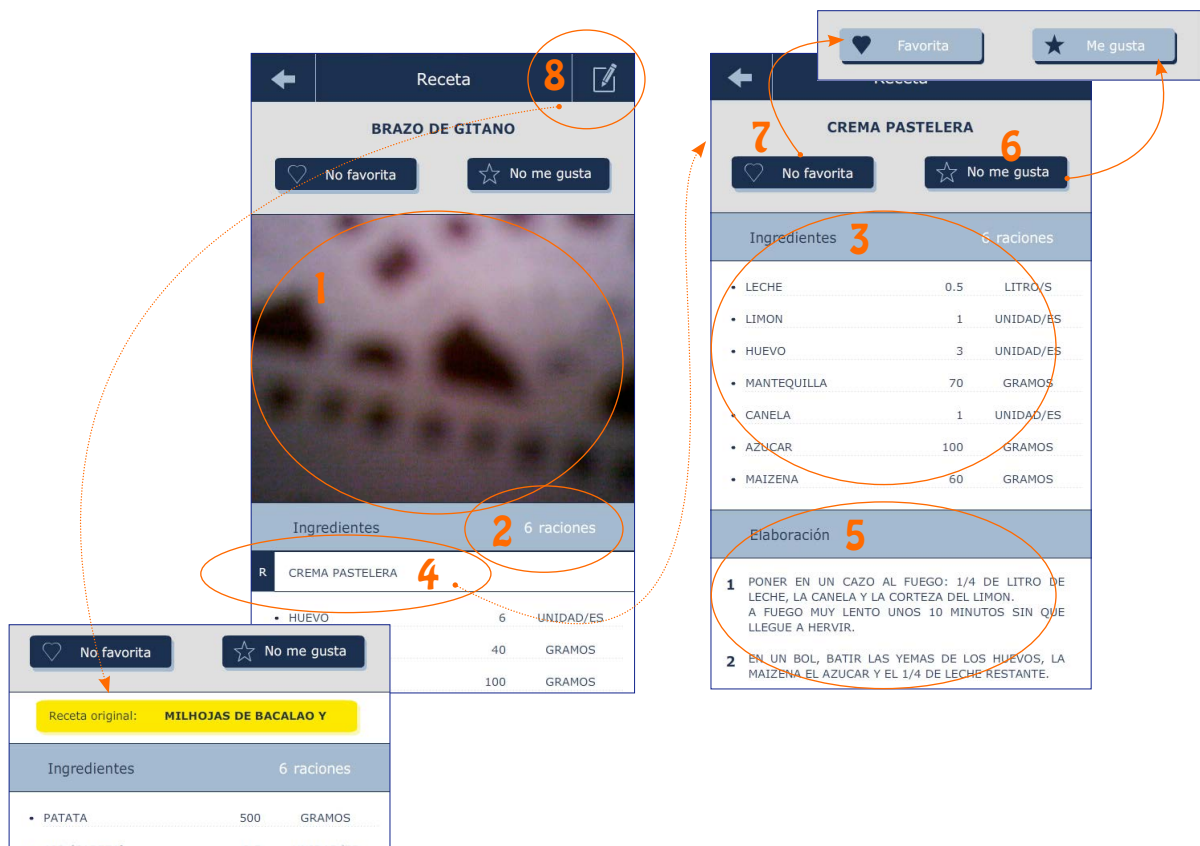 Favorita
Me gusta
Receta
8
BRAZO DE GITANO
No favorita
No me gusta
1
Ingredientes
2
6 raciones
R
CREMA PASTELERA
4 .
• HUEVO 6 UNIDAD/ES
40 GRAMOS
100 GRAMOS
Receta
CREMA PASTELERA
7
6
No favorita
No me gusta
Ingredientes
3
6 raciones
• LECHE 0.5 LITRO/S
• LIMON 1 UNIDAD/ES
• HUEVO 3 UNIDAD/ES
• MANTEQUILLA 70 GRAMOS
• CANELA 1 UNIDAD/ES
• AZUCAR 100 GRAMOS
• MAIZENA 60 GRAMOS
Elaboración
5
1 PONER EN UN CAZO AL FUEGO: 1/4 DE LITRO DE
LECHE, LA CANELA Y LA CORTEZA DEL LIMON.
A FUEGO MUY LENTO UNOS 10 MINUTOS SIN QUE
LLEGUE A HERVIR.
2 EN UN BOL, BATIR LAS YEMAS DE LOS HUEVOS, LA
MAIZENA EL AZUCAR Y EL 1/4 DE LECHE RESTANTE.
No favorita
No me gusta
Receta original: MILHOJAS DE BACALAO Y
Ingredientes
6 raciones
• PATATA 500 GRAMOS